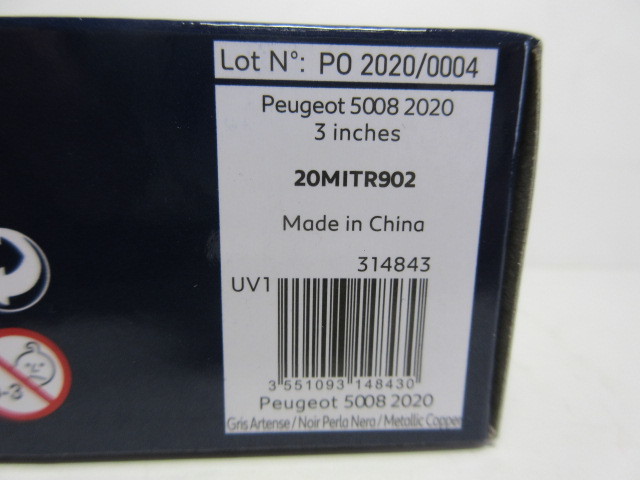 Lot N°: PO 2020/0004
Peugeot 5008 2020
3 inches
20MITR902
Made in China
314843
UV1
3 551093 148430
Peugeot 5008 2020
Gris Artense / Noir Perla Nera / Metallic Copper
-3